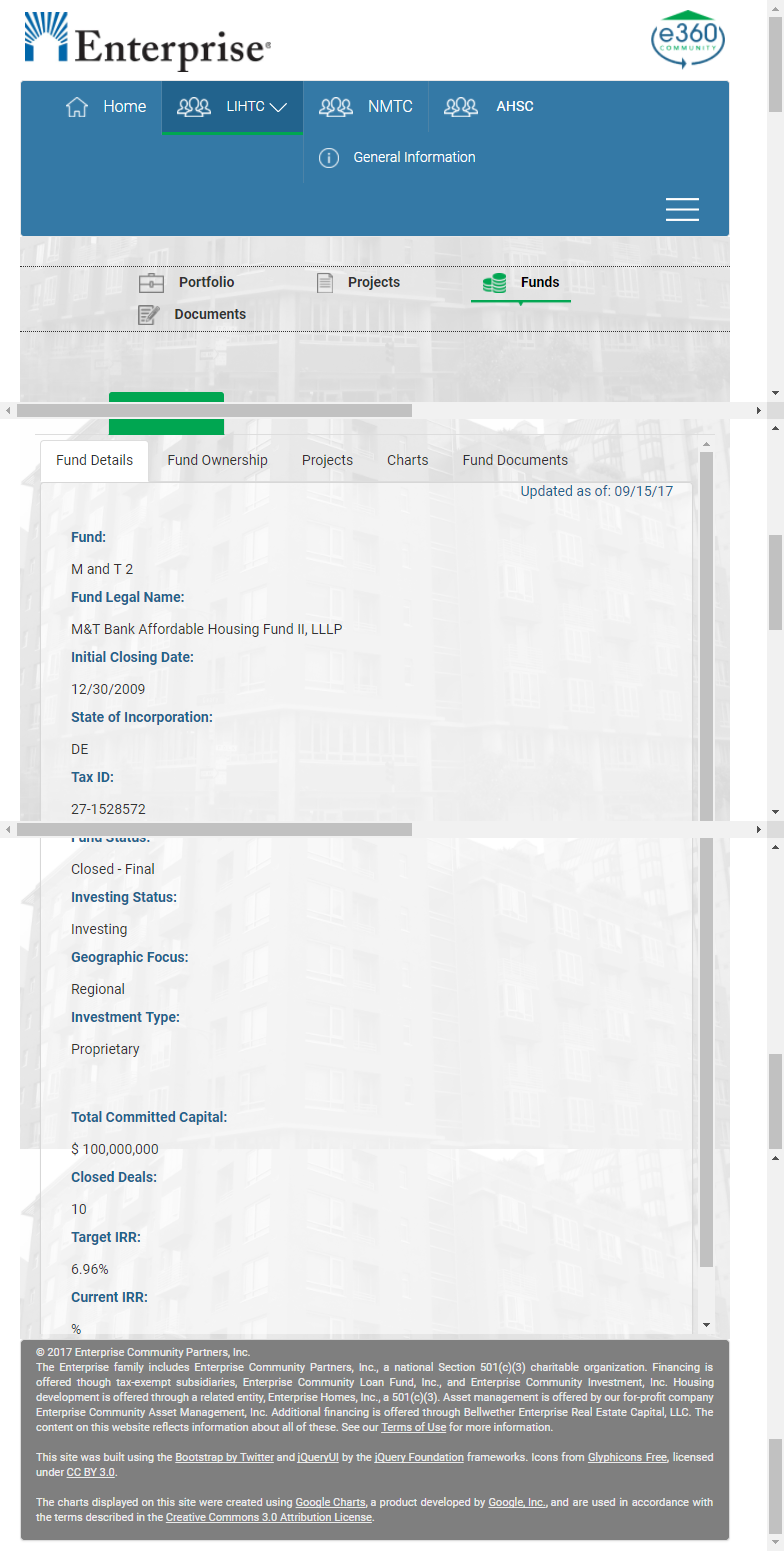 Enterprise®
e360
COMMUNITY
Home
LIHTC
NMTC
AHSC
General Information
Portfolio
Projects
Funds
Documents
Fund Details
Fund Ownership
Projects
Charts
Fund Documents
Updated as of: 09/15/17
Fund:
M and T 2
Fund Legal Name:
M&T Bank Affordable Housing Fund II, LLLP
Initial Closing Date:
12/30/2009
State of Incorporation:
DE
Tax ID:
27-1528572
Fund Status:
Closed - Final
Investing Status:
Investing
Geographic Focus:
Regional
Investment Type:
Proprietary
Total Committed Capital:
$ 100,000,000
Closed Deals:
10
Target IRR:
6.96%
Current IRR:
%
© 2017 Enterprise Community Partners, Inc.
The Enterprise family includes Enterprise Community Partners, Inc., a national Section 501(c)(3) charitable organization. Financing is
offered though tax-exempt subsidiaries, Enterprise Community Loan Fund, Inc., and Enterprise Community Investment, Inc. Housing
development is offered through a related entity, Enterprise Homes, Inc., a 501(c)(3). Asset management is offered by our for-profit company
Enterprise Community Asset Management, Inc. Additional financing is offered through Bellwether Enterprise Real Estate Capital, LLC. The
content on this website reflects information about all of these. See our Terms of Use for more information.
This site was built using the Bootstrap by Twitter and jQueryUI by the jQuery Foundation frameworks. Icons from Glyphicons Free, licensed
under CC BY 3.0.
The charts displayed on this site were created using Google Charts, a product developed by Google, Inc., and are used in accordance with
the terms described in the Creative Commons 3.0 Attribution License.